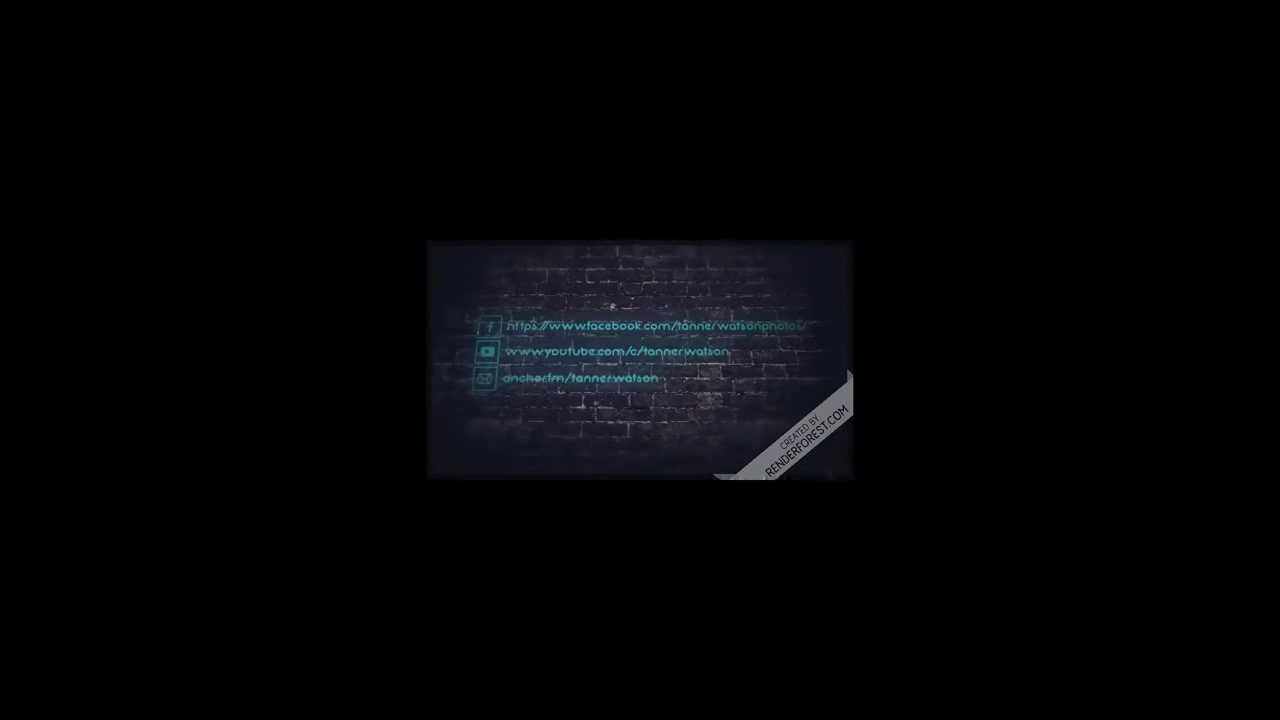 https://www.facebook.com/tannerwatsonphotos/
www.youtube.com/c/tannerwatson
anchor.fm/tannerwatson
CREATED BY
RENDERFOREST.COM